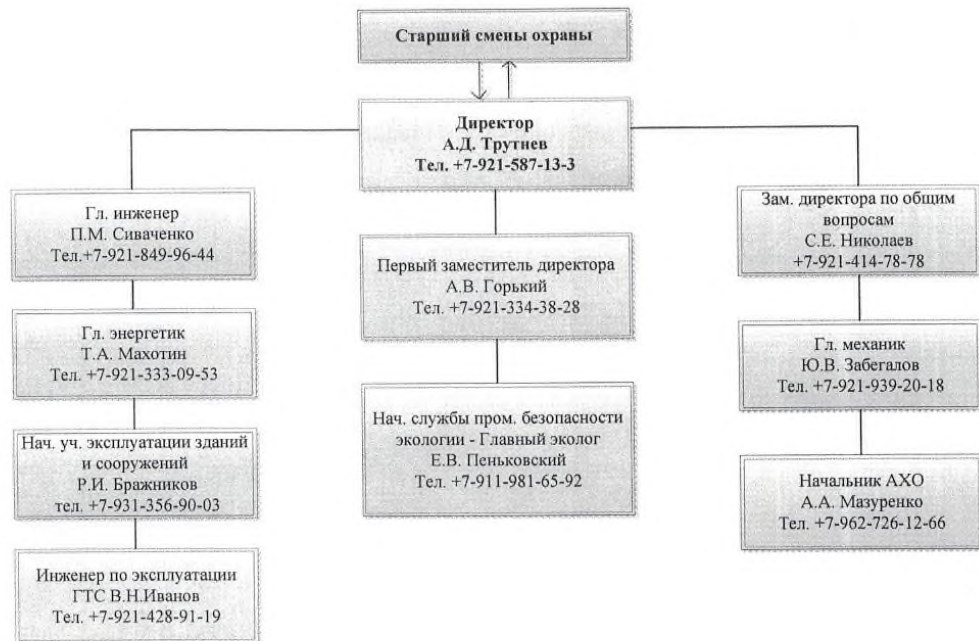 Старший смены охраны
Директор
А.Д. Трутнев
Тел. +7-921-587-13-3
Гл. инженер
П.М. Сиваченко
Тел.+7-921-849-96-44
Гл. энергетик
Т.А. Махотин
Тел. +7-921-333-09-53
Нач. уч. эксплуатации зданий
и сооружений
Р.И. Бражников
тел. +7-931-356-90-03
Инженер по эксплуатации
ГТС В.Н.Иванов
Тел. +7-921-428-91-19
Первый заместитель директора
А.В. Горький
Тел. +7-921-334-38-28
Нач. службы пром. безопасности
экологии - Главный эколог
Е.В. Пеньковский
Тел. +7-911-981-65-92
Зам. директора по общим
вопросам
С.Е. Николаев
+7-921-414-78-78
Гл. механик
Ю.В. Забегалов
Тел. +7-921-939-20-18
Начальник АХО
А.А. Мазуренко
Тел. +7-962-726-12-66